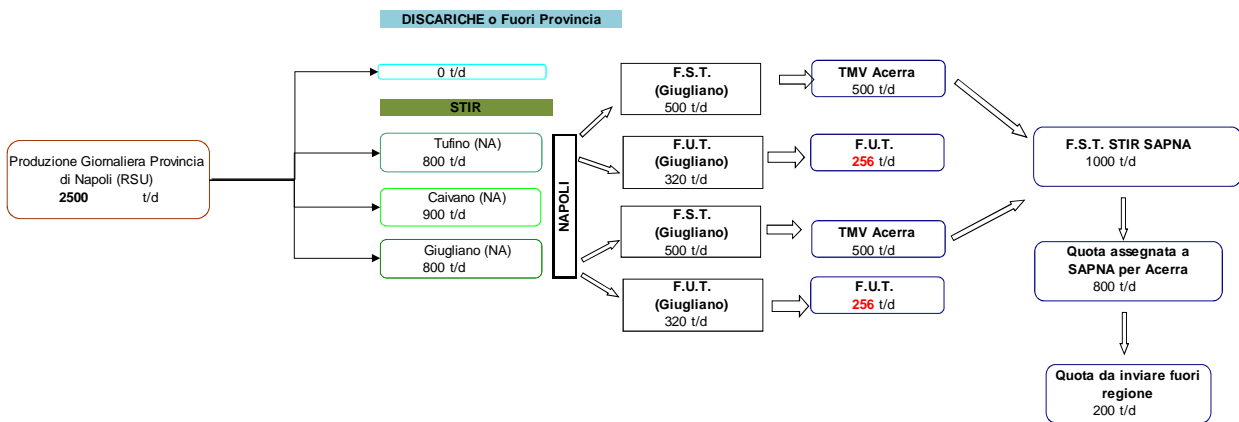 DISCARICHE o Fuori Provincia
0 t/d
STIR
Produzione Giornaliera Provincia
di Napoli (RSU)
2500 t/d
Tufino (NA)
800 t/d
Caivano (NA)
900 t/d
Giugliano (NA)
800 t/d
NAPOLI
F.S.T.
(Giugliano)
500 t/d
F.U.T.
(Giugliano)
320 t/d
F.S.T.
(Giugliano)
500 t/d
F.U.T.
(Giugliano)
320 t/d
TMV Acerra
500 t/d
F.U.T.
256 t/d
TMV Acerra
500 t/d
F.U.T.
256 t/d
F.S.T. STIR SAPNA
1000 t/d
Quota assegnata a
SAPNA per Acerra
800 t/d
Quota da inviare fuori
regione
200 t/d